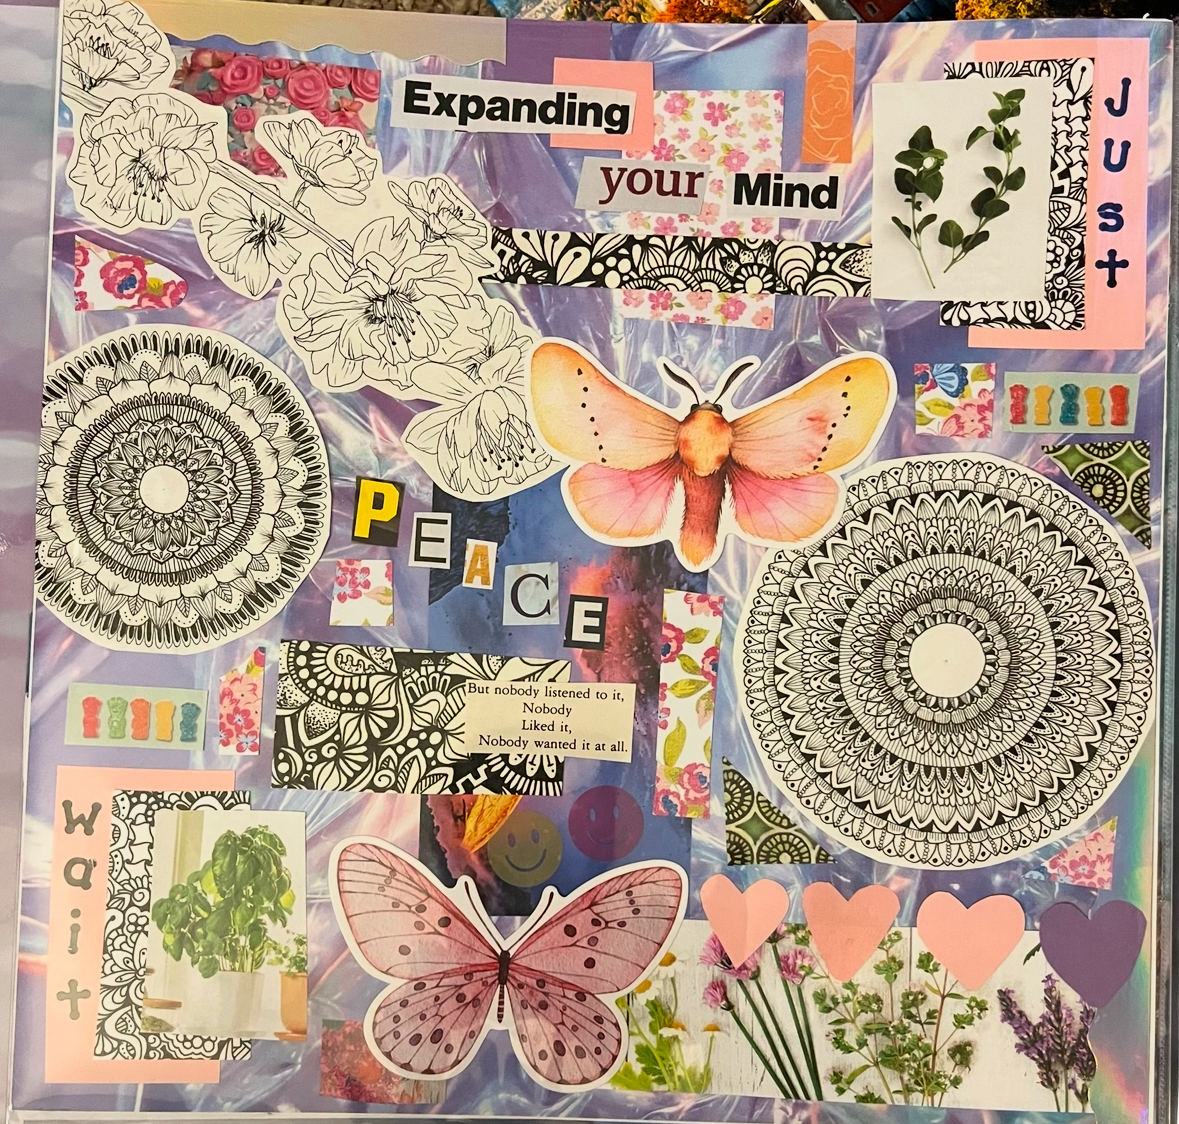 Expanding
your Mind
Just
PEACE
But nobody listened to it,
Nobody
Liked it,
Nobody wanted it at all.
wait